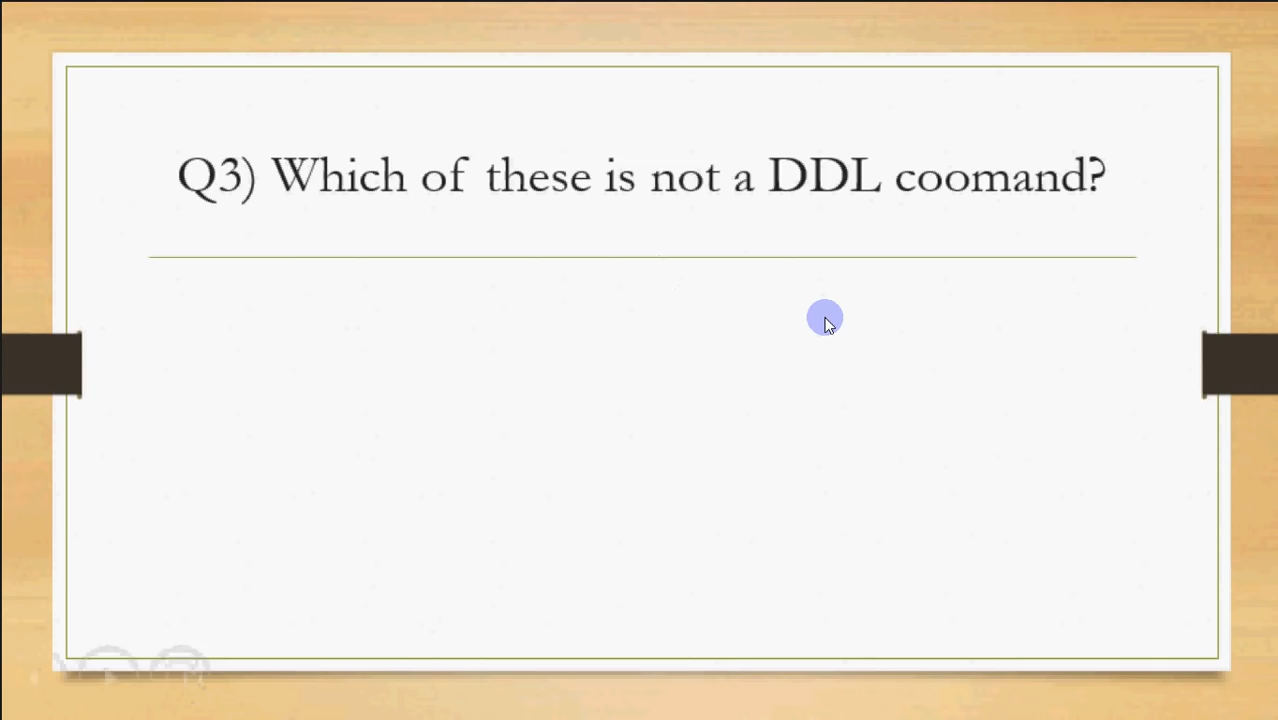 Q3) Which of these is not a DDL coomand?